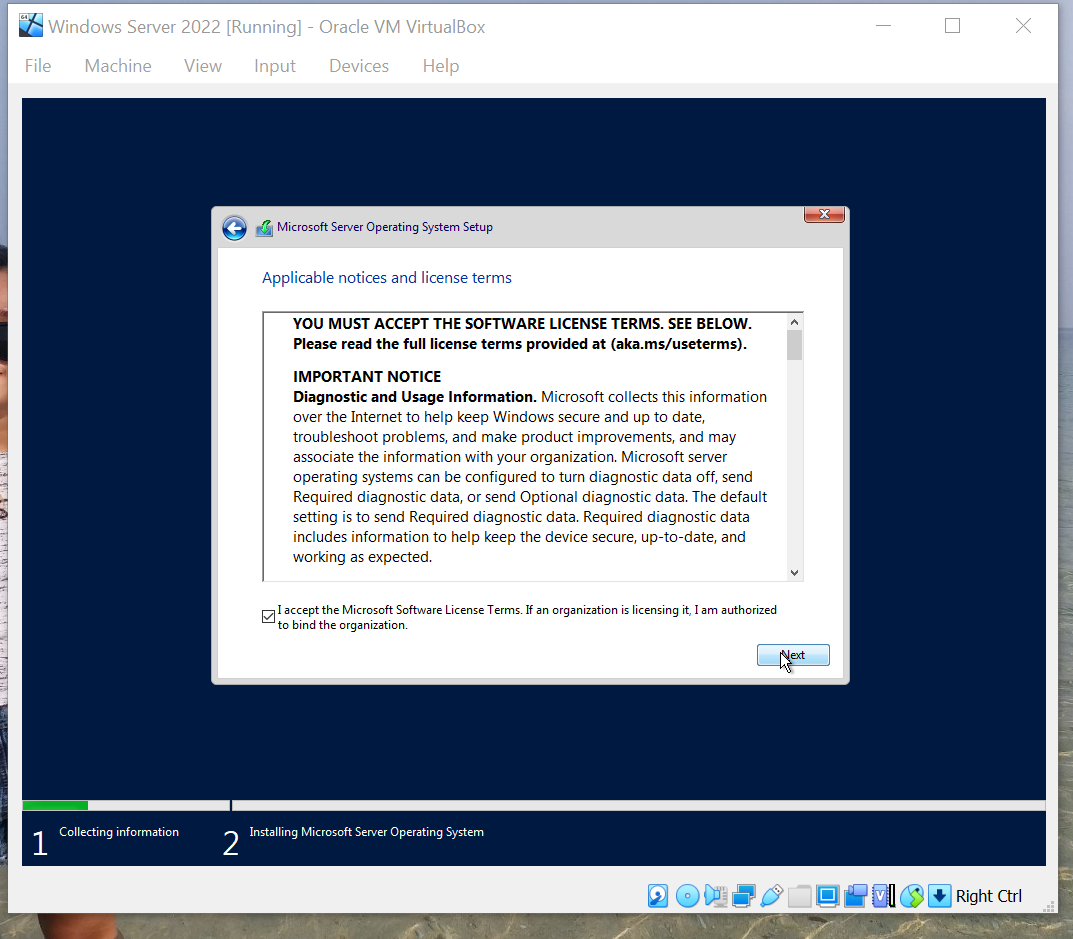 Windows Server 2022 [Running] - Oracle VM VirtualBox
File Machine View Input Devices Help
Microsoft Server Operating System Setup
Applicable notices and license terms
YOU MUST ACCEPT THE SOFTWARE LICENSE TERMS. SEE BELOW.
Please read the full license terms provided at (aka.ms/useterms).
IMPORTANT NOTICE
Diagnostic and Usage Information. Microsoft collects this information
over the Internet to help keep Windows secure and up to date,
troubleshoot problems, and make product improvements, and may
associate the information with your organization. Microsoft server
operating systems can be configured to turn diagnostic data off, send
Required diagnostic data, or send Optional diagnostic data. The default
setting is to send Required diagnostic data. Required diagnostic data
includes information to help keep the device secure, up-to-date, and
working as expected.
I accept the Microsoft Software License Terms. If an organization is licensing it, I am authorized
to bind the organization.
Next
1 Collecting information 2 Installing Microsoft Server Operating System
Right Ctrl